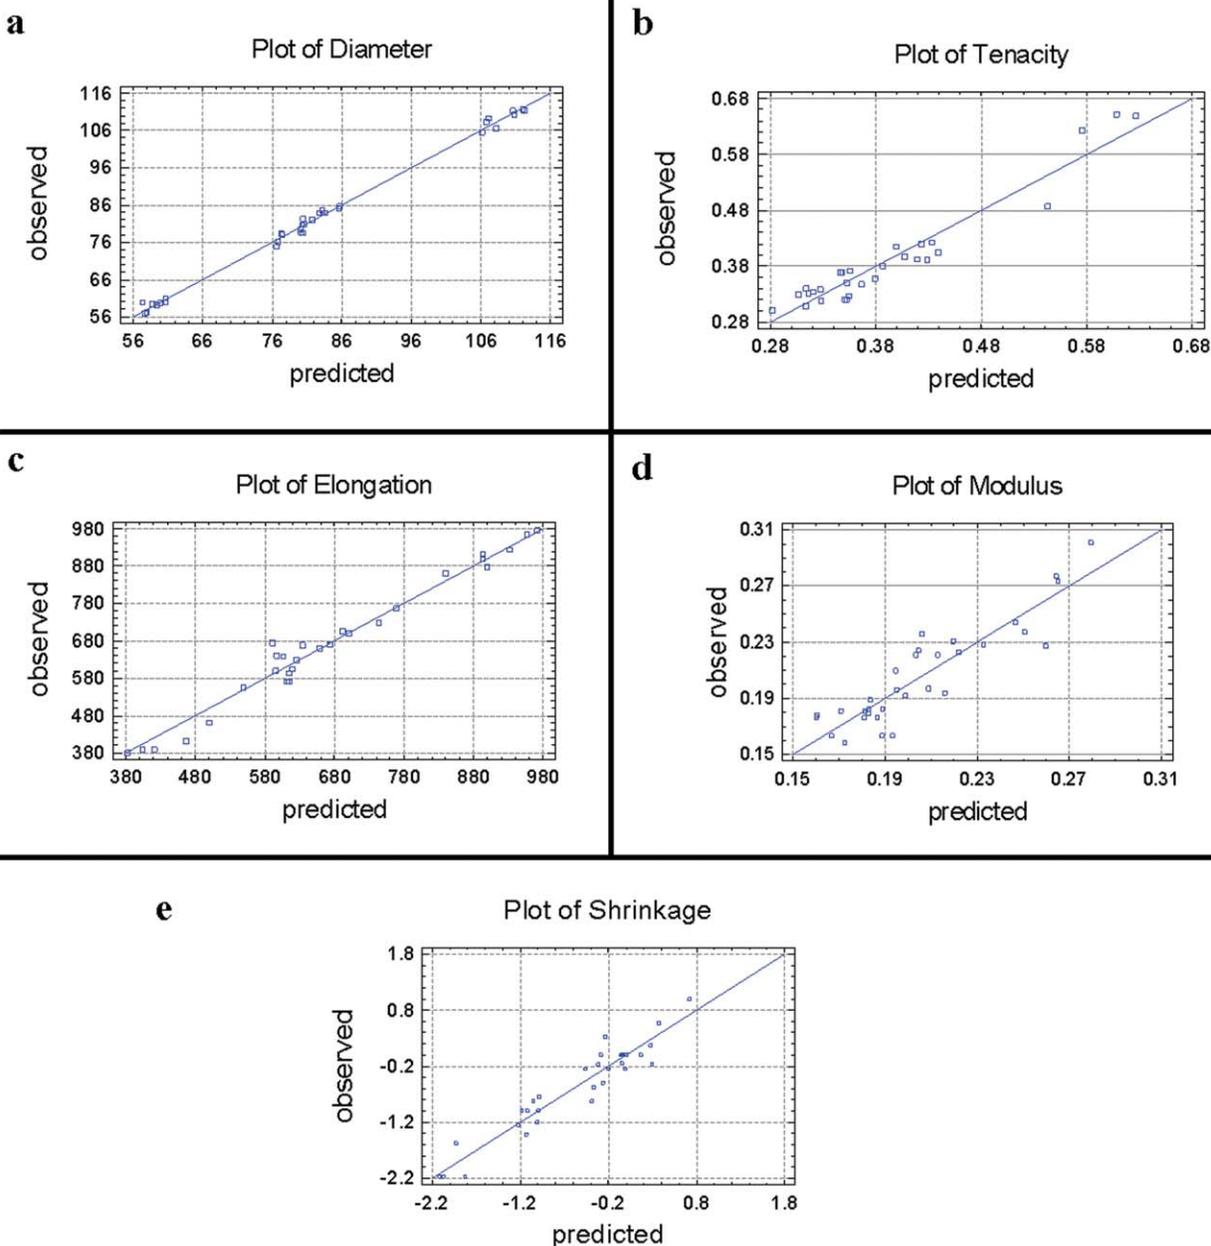 a
Plot of Diameter
116
106
96
86
76
66
56
observed
56 66 76 86 96 106 116
predicted
b
Plot of Tenacity
0.68
0.58
0.48
0.38
0.28
observed
0.28 0.38 0.48 0.58 0.68
predicted
c
Plot of Elongation
980
880
780
680
580
480
380
observed
380 480 580 680 780 880 980
predicted
d
Plot of Modulus
0.31
0.27
0.23
0.19
0.15
observed
0.15 0.19 0.23 0.27 0.31
predicted
e
Plot of Shrinkage
1.8
0.8
-0.2
-1.2
-2.2
observed
-2.2 -1.2 -0.2 0.8 1.8
predicted